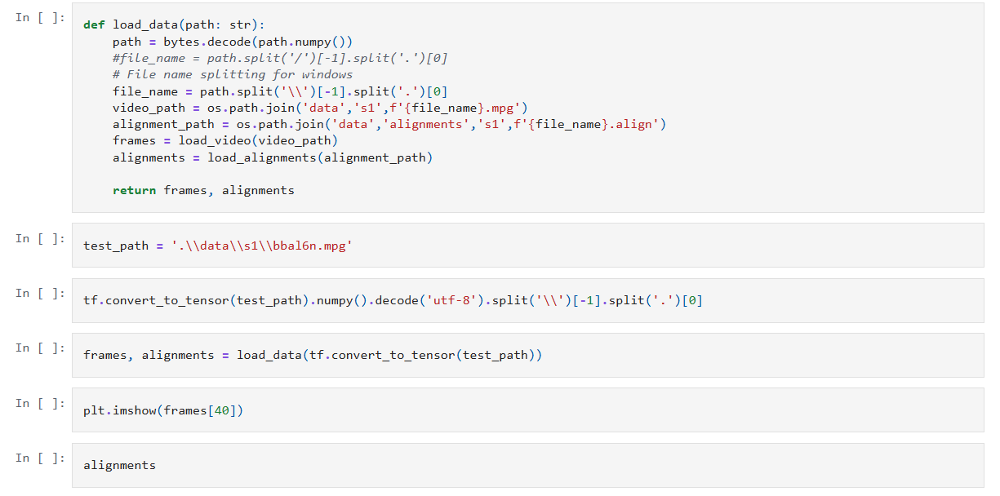 In [ ]:
def load_data(path: str):
    path = bytes.decode(path.numpy())
    #file_name = path.split('/')[-1].split('.')[0]
    # File name splitting for windows
    file_name = path.split('\\')[-1].split('.')[0]
    video_path = os.path.join('data','s1',f'{file_name}.mpg')
    alignment_path = os.path.join('data','alignments','s1',f'{file_name}.align')
    frames = load_video(video_path)
    alignments = load_alignments(alignment_path)

    return frames, alignments
In [ ]:
test_path = '.\\data\\s1\\bbal6n.mpg'
In [ ]:
tf.convert_to_tensor(test_path).numpy().decode('utf-8').split('\\')[-1].split('.')[0]
In [ ]:
frames, alignments = load_data(tf.convert_to_tensor(test_path))
In [ ]:
plt.imshow(frames[40])
In [ ]:
alignments